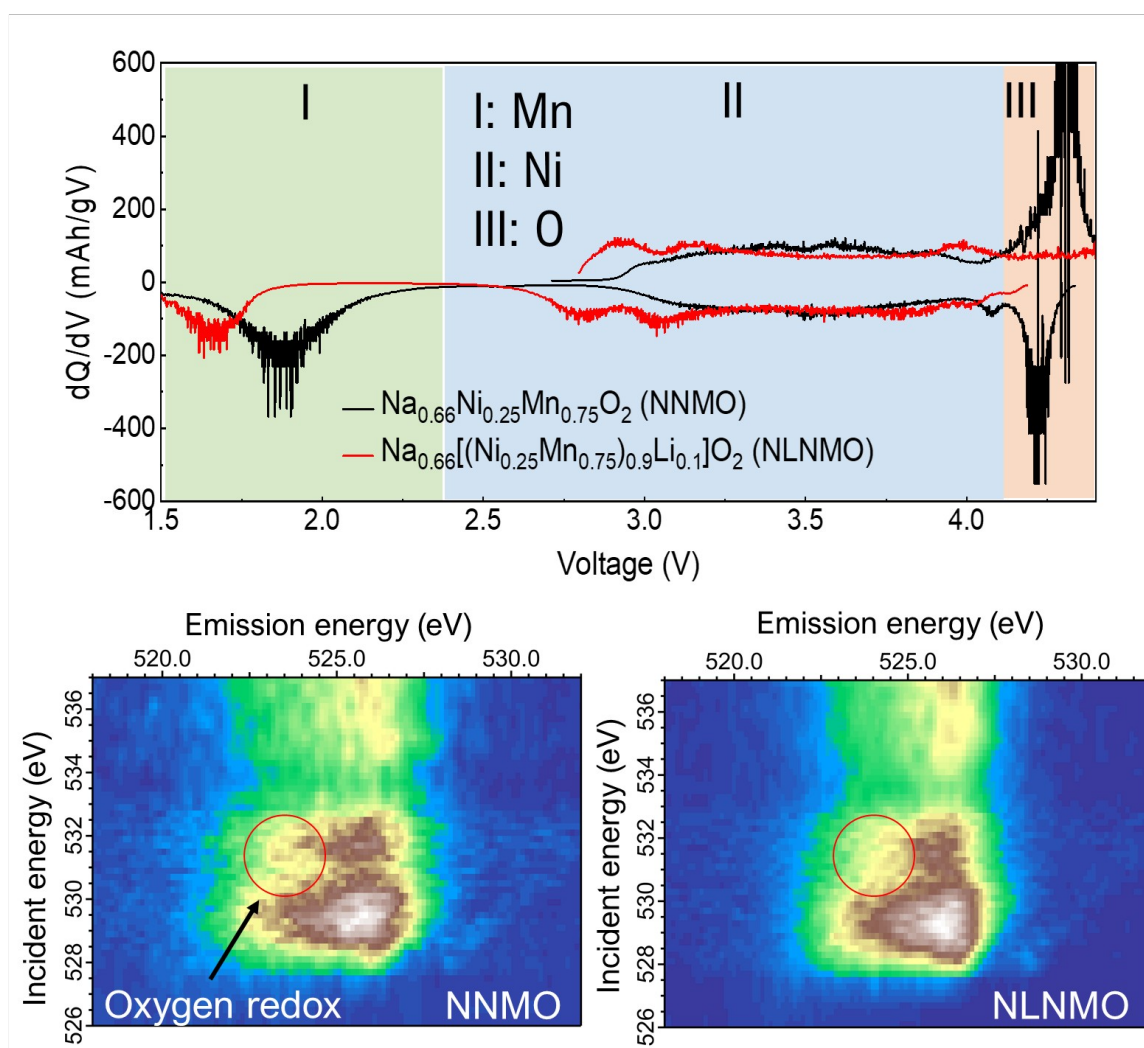 600
400
200
0
-200
-400
-600
dQ/dV (mAh/gV)
I
II
III
I: Mn
II: Ni
III: O
Na0.66Ni0.25Mn0.75O2 (NNMO)
Na0.66[(Ni0.25Mn0.75)0.9Li0.1]O2 (NLNMO)
1.5 2.0 2.5 3.0 3.5 4.0
Voltage (V)
Emission energy (eV)
520.0 525.0 530.0
Incident energy (eV)
536
534
532
530
528
526
Oxygen redox
NNMO
Emission energy (eV)
520.0 525.0 530.0
Incident energy (eV)
536
534
532
530
528
526
NLNMO